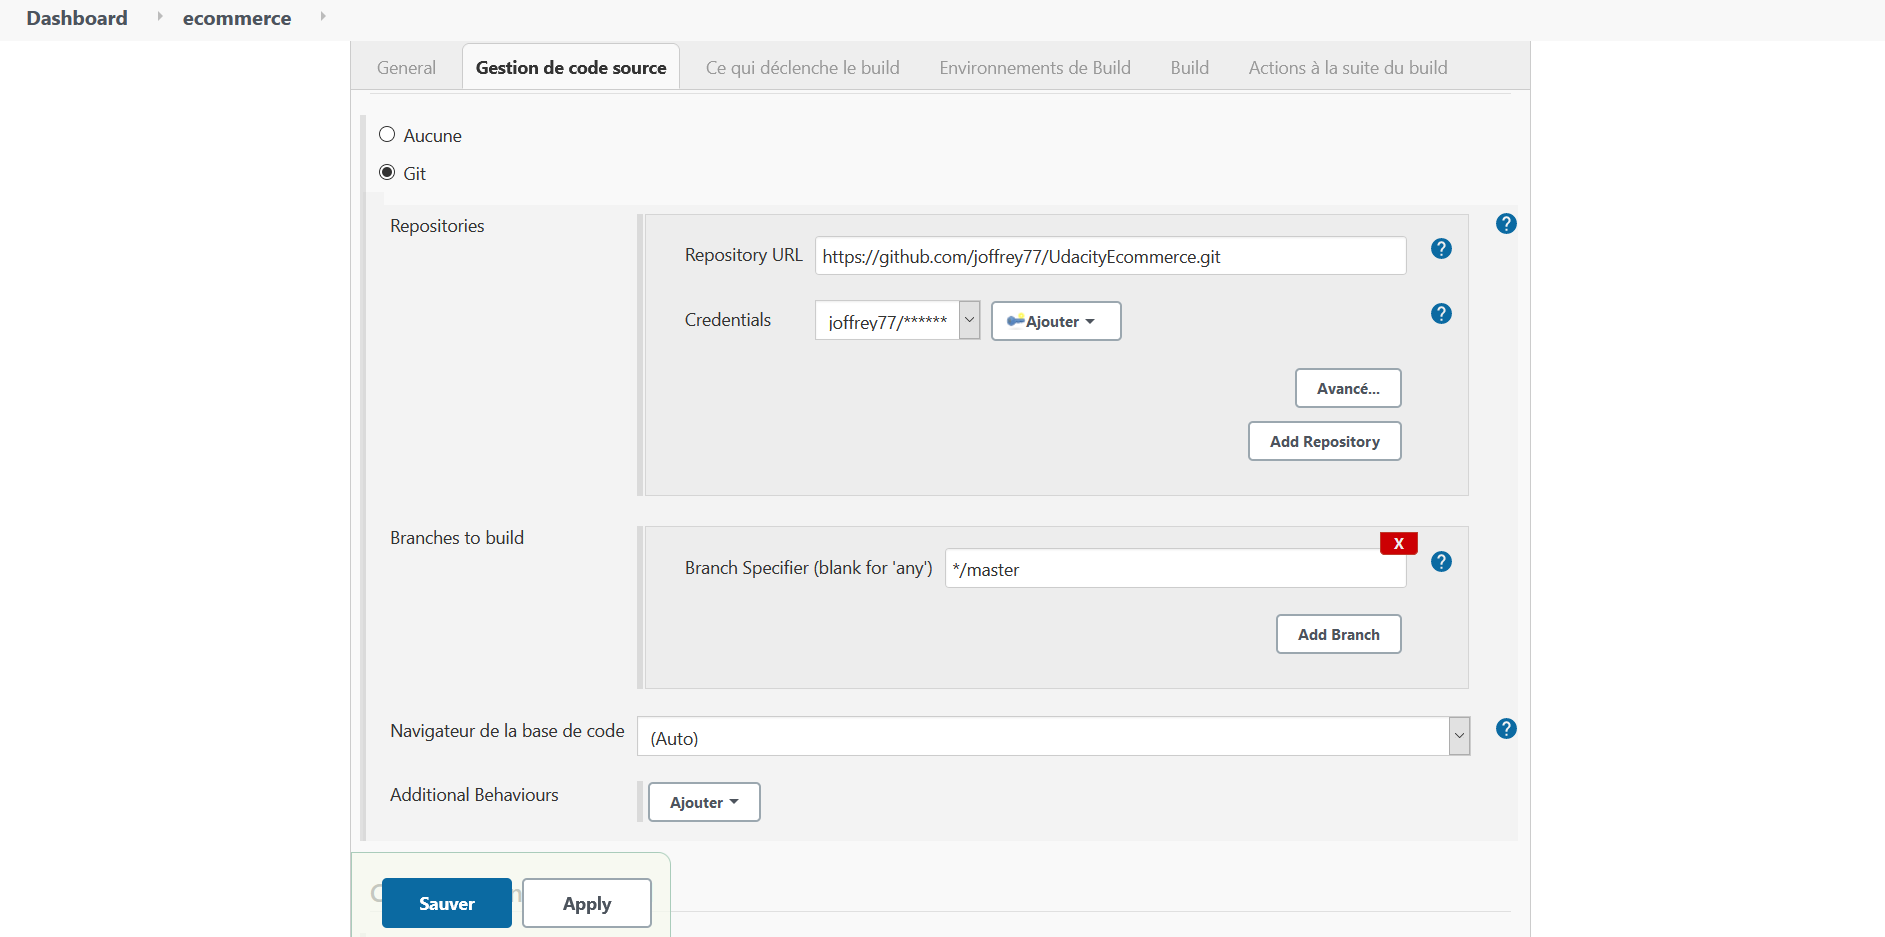 Dashboard ecommerce
General Gestion de code source Ce qui déclenche le build Environnements de Build Build Actions à la suite du build
Aucune
Git
Repositories
Repository URL https://github.com/joffrey77/UdacityEcommerce.git
Credentials joffrey77/****** Ajouter
Avancé...
Add Repository
Branches to build
X
Branch Specifier (blank for 'any') */master
Add Branch
Navigateur de la base de code (Auto)
Additional Behaviours Ajouter
Sauver Apply